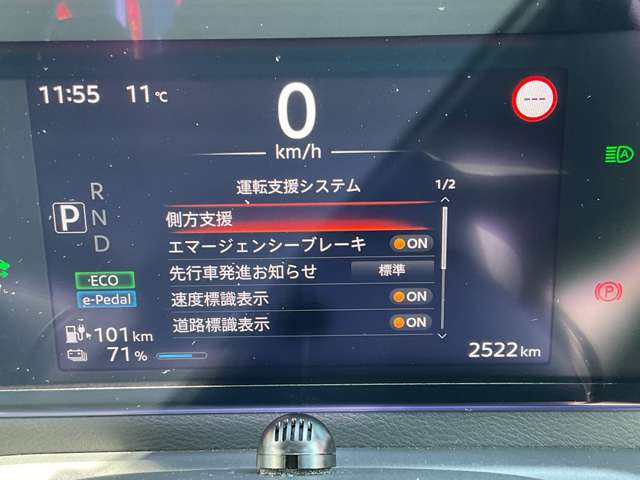 11:55 11℃
0
km/h
---
運転支援システム 1/2
R
P N
D
側方支援
エマージェンシーブレーキ ON
先行車発進お知らせ 標準
速度標識表示 ON
道路標識表示 ON
ECO
e-Pedal
101 km
71 %
2522 km
A
P